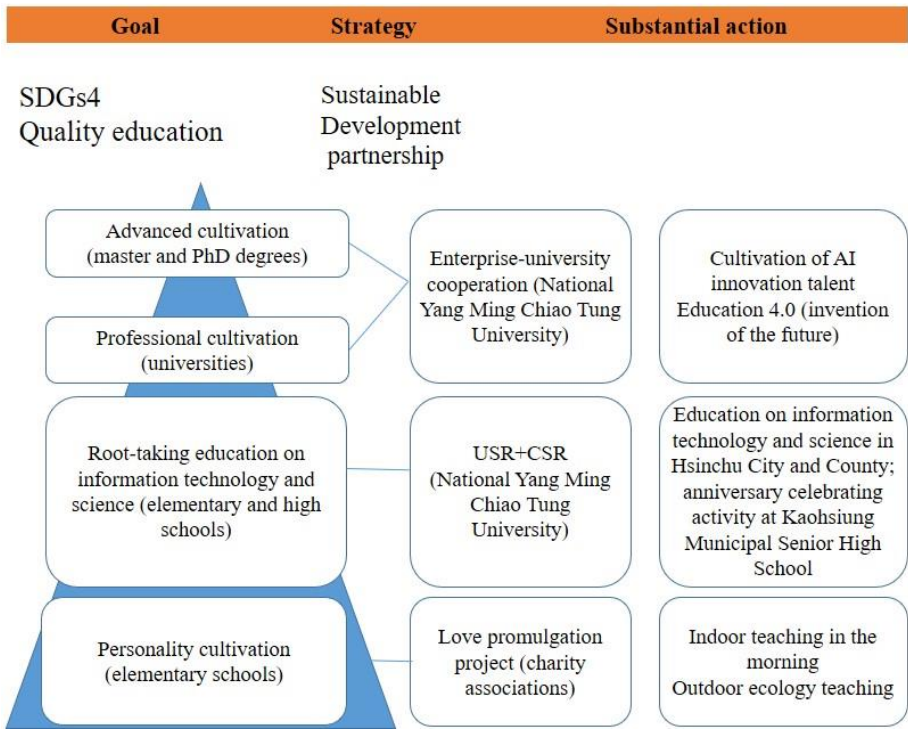 Goal
Strategy
Substantial action
SDGs4
Quality education
Sustainable
Development
partnership
Advanced cultivation
(master and PhD degrees)
Professional cultivation
(universities)
Enterprise-university
cooperation (National
Yang Ming Chiao Tung
University)
Cultivation of AI
innovation talent
Education 4.0 (invention
of the future)
Root-taking education on
information technology and
science (elementary and high
schools)
USR+CSR
(National Yang Ming
Chiao Tung
University)
Education on information
technology and science in
Hsinchu City and County;
anniversary celebrating
activity at Kaohsiung
Municipal Senior High
School
Personality cultivation
(elementary schools)
Love promulgation
project (charity
associations)
Indoor teaching in the
morning
Outdoor ecology teaching